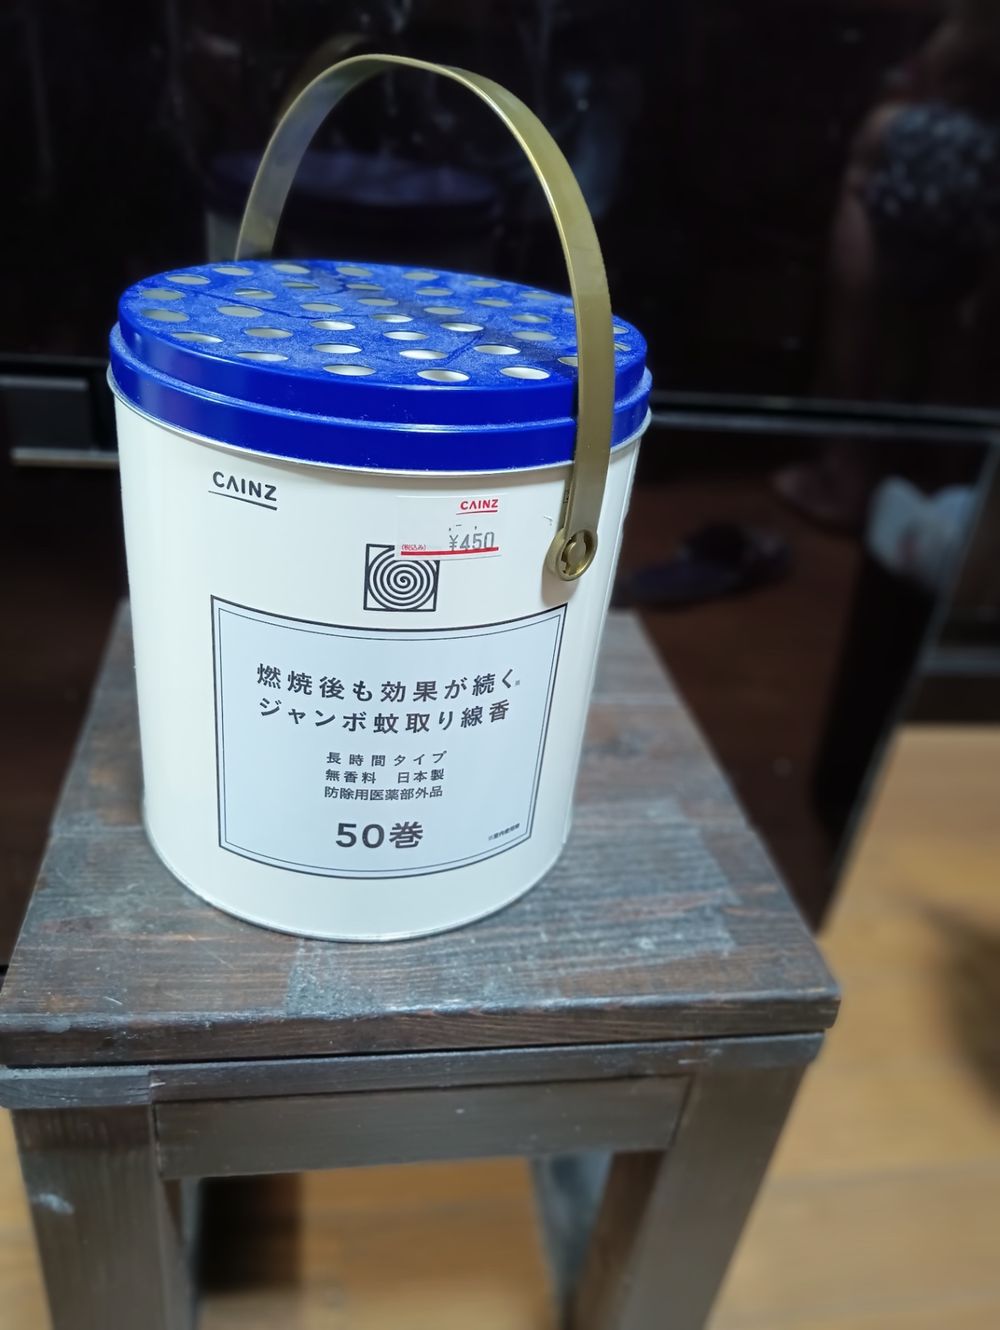 CAINZ
CAINZ
(税込み) ¥450
燃焼後も効果が続く※
ジャンボ蚊取り線香
長時間タイプ
無香料 日本製
防除用医薬部外品
50巻